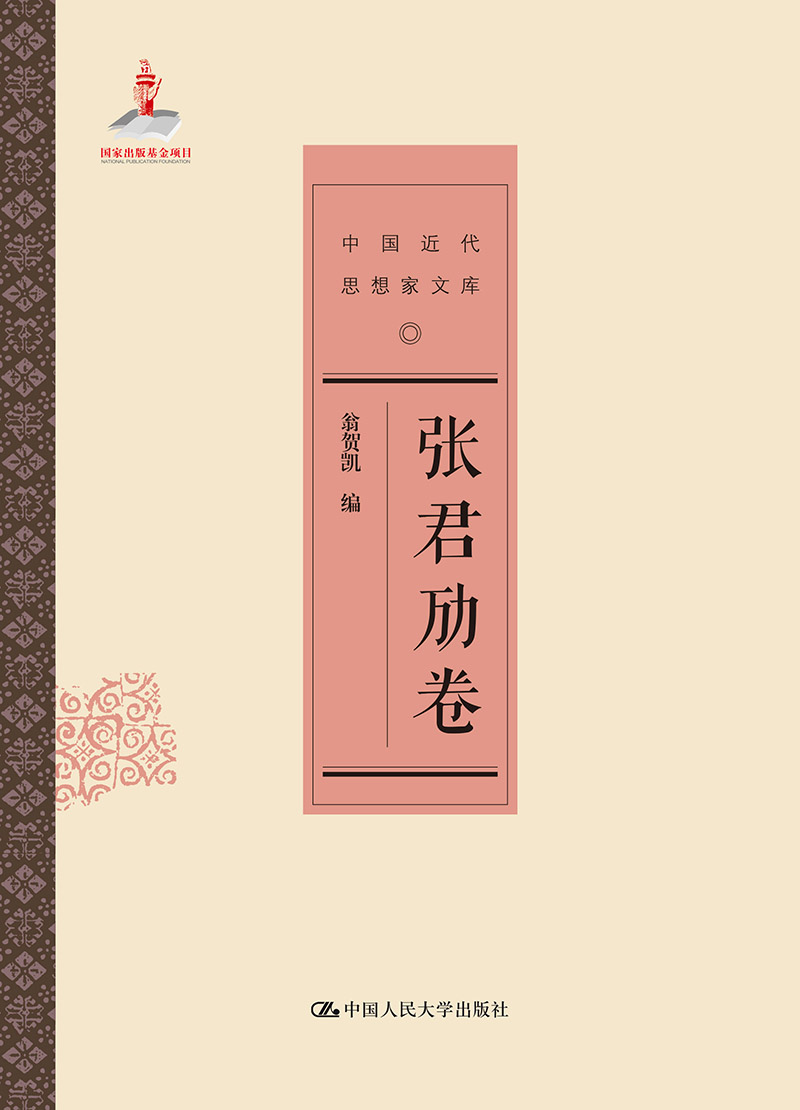 国家出版基金项目
NATIONAL PUBLICATION FOUNDATION
中国近代
思想家文库
张君劢卷
翁贺凯 编
中国人民大学出版社